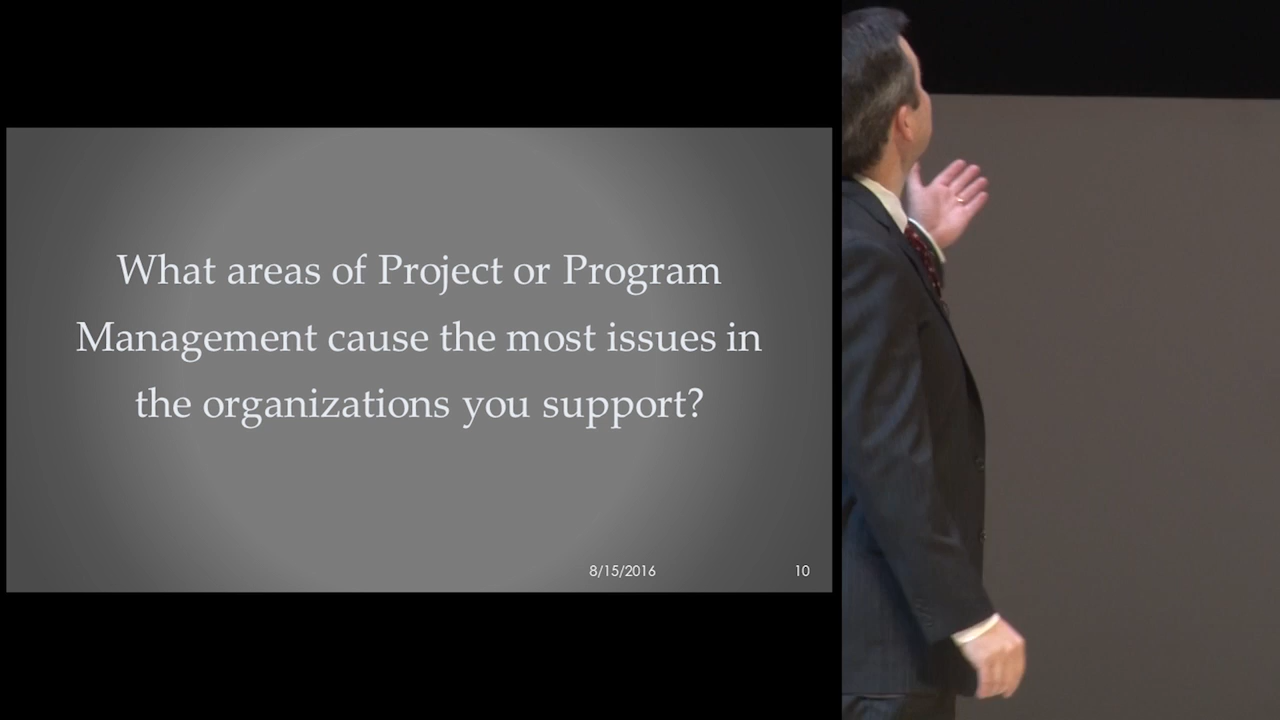 What areas of Project or Program
Management cause the most issues in
the organizations you support?
8/15/2016
10